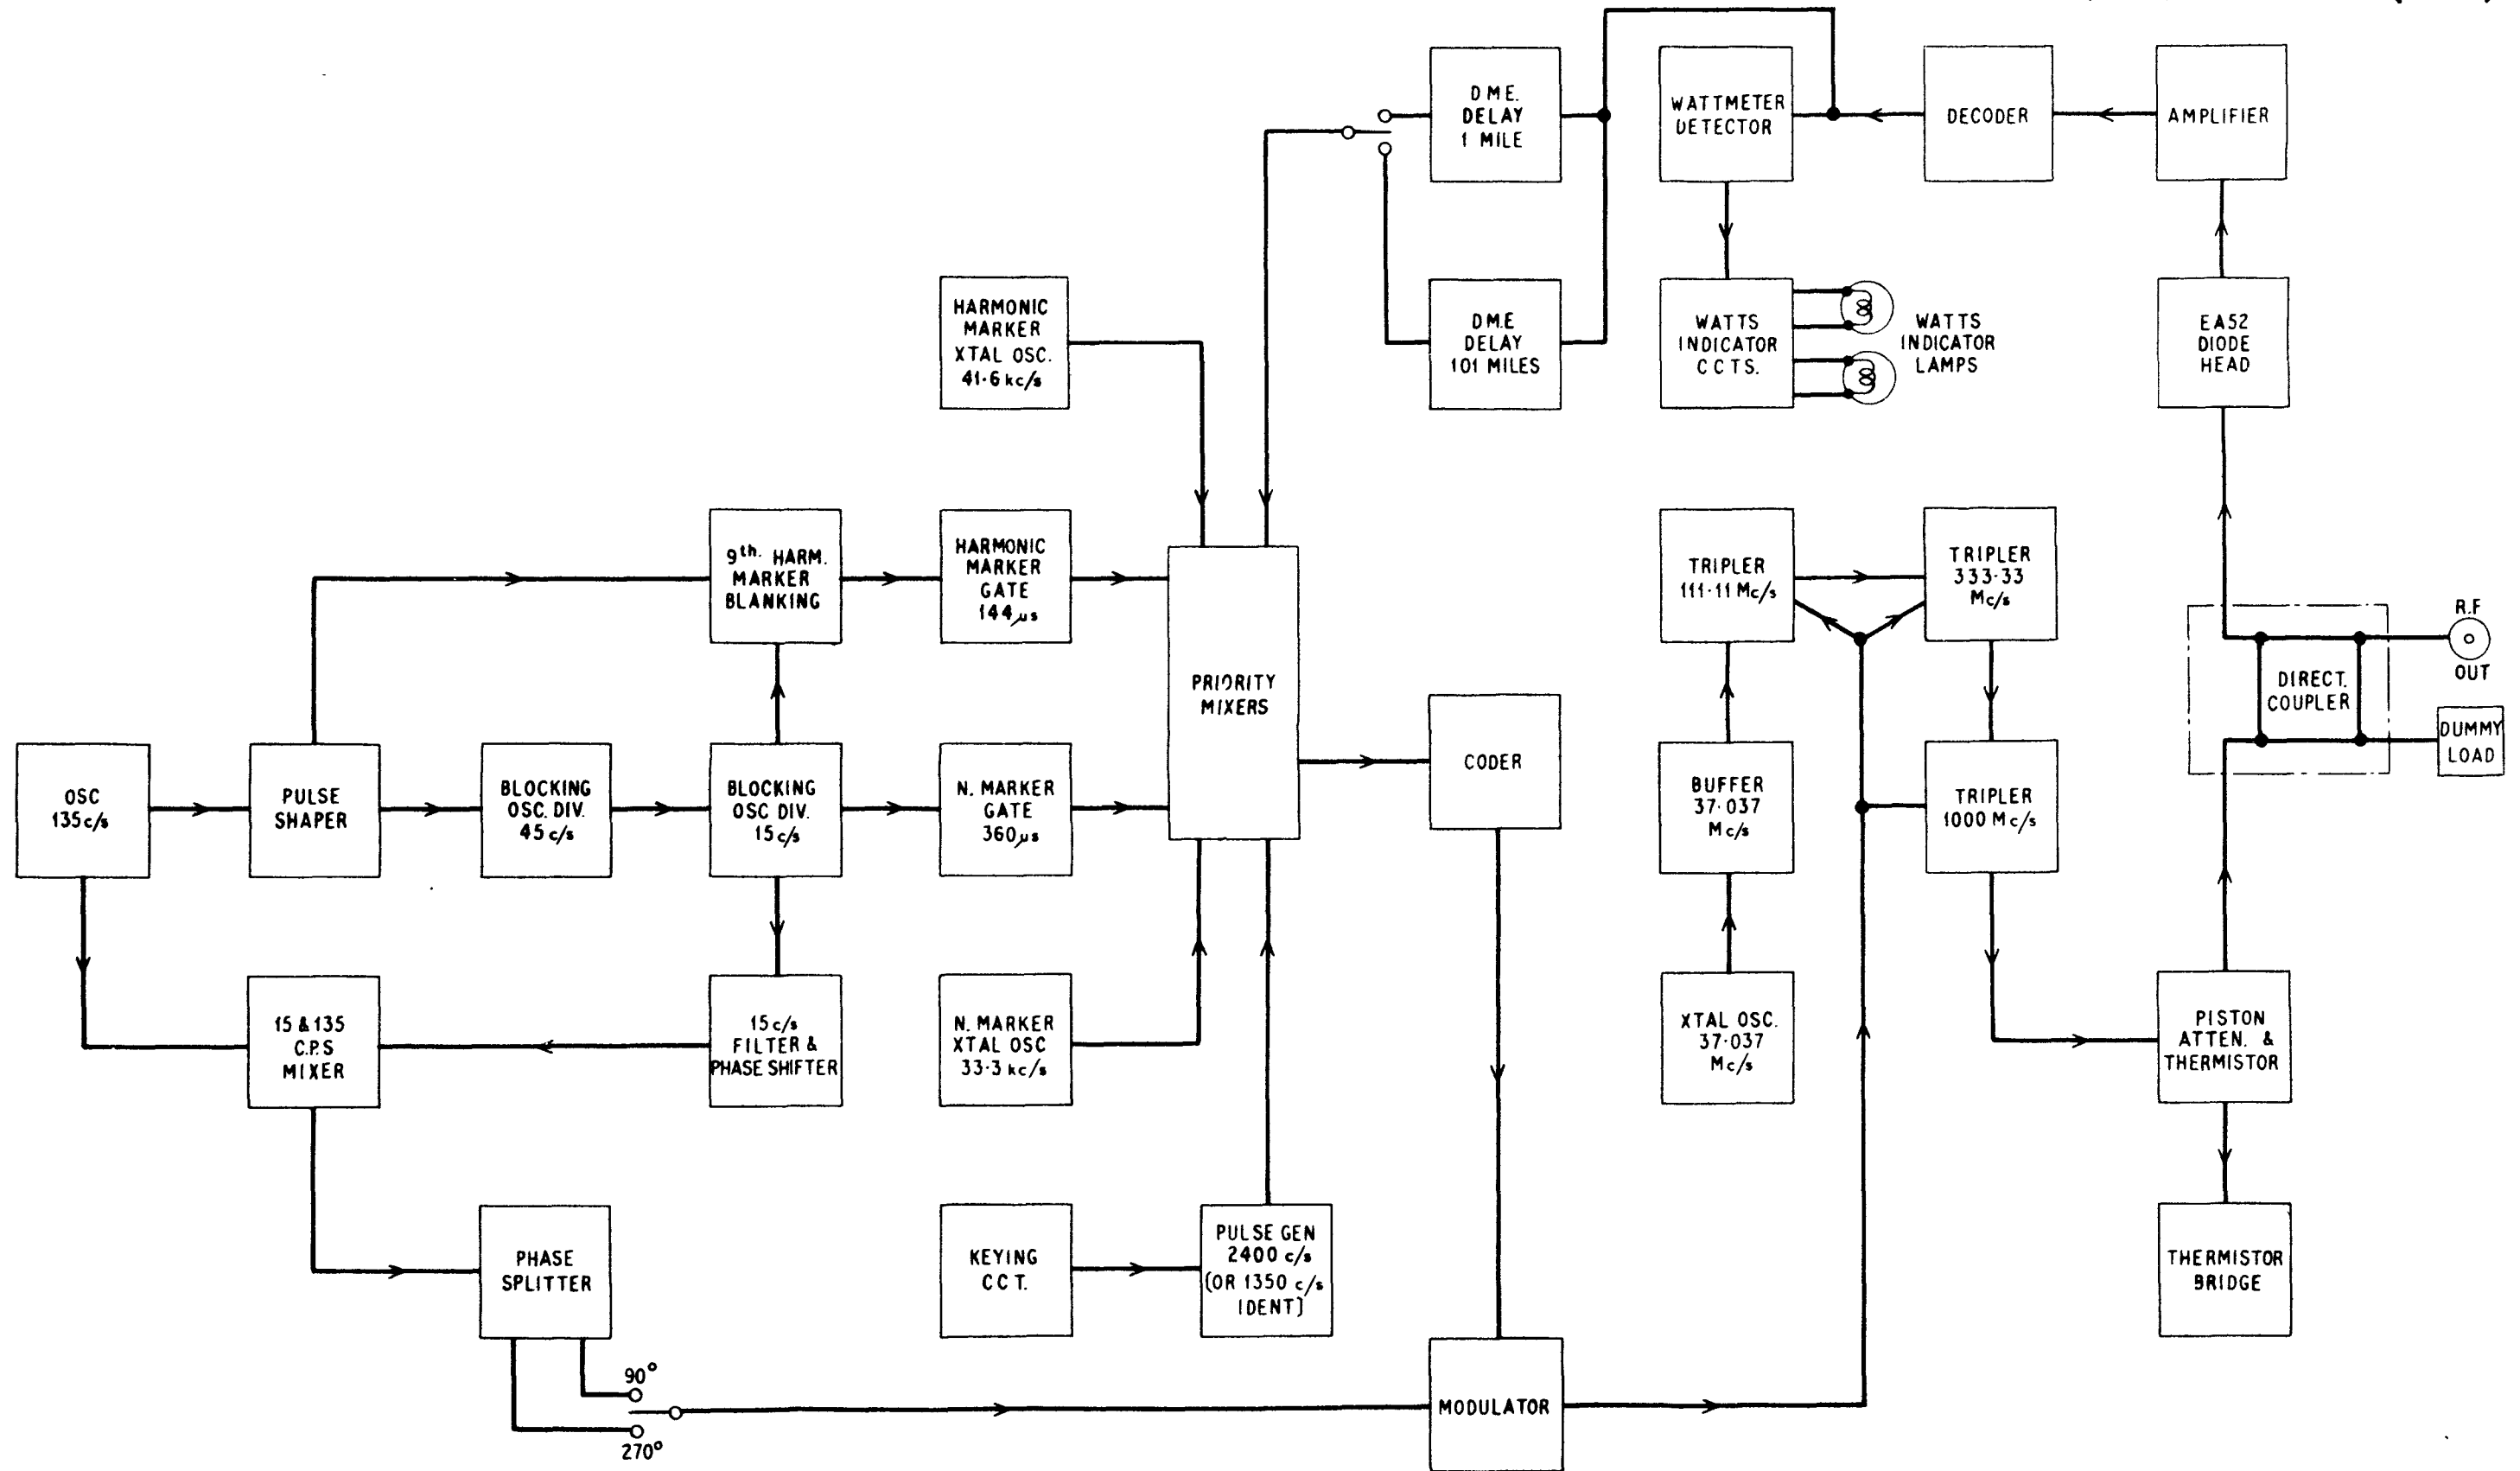 D M E.
DELAY
1 MILE
WATTMETER
DETECTOR
DECODER
AMPLIFIER
HARMONIC
MARKER
XTAL OSC.
41·6 kc/s
D M.E
DELAY
101 MILES
WATTS
INDICATOR
C C T S.
WATTS
INDICATOR
LAMPS
EA52
DIODE
HEAD
9th. HARM.
MARKER
BLANKING
HARMONIC
MARKER
GATE
144 µs
PRIORITY
MIXERS
TRIPLER
111·11 Mc/s
TRIPLER
333·33
Mc/s
R.F
OUT
DIRECT.
COUPLER
DUMMY
LOAD
OSC
135 c/s
PULSE
SHAPER
BLOCKING
OSC. DIV.
45 c/s
BLOCKING
OSC DIV.
15 c/s
N. MARKER
GATE
360 µs
CODER
BUFFER
37·037
Mc/s
TRIPLER
1000 Mc/s
15 & 135
C.P.S
MIXER
15 c/s
FILTER &
PHASE SHIFTER
N. MARKER
XTAL OSC
33·3 kc/s
XTAL OSC.
37·037
Mc/s
PISTON
ATTEN. &
THERMISTOR
PHASE
SPLITTER
KEYING
C C T.
PULSE GEN
2400 c/s
(OR 1350 c/s
IDENT)
THERMISTOR
BRIDGE
90°
270°
MODULATOR